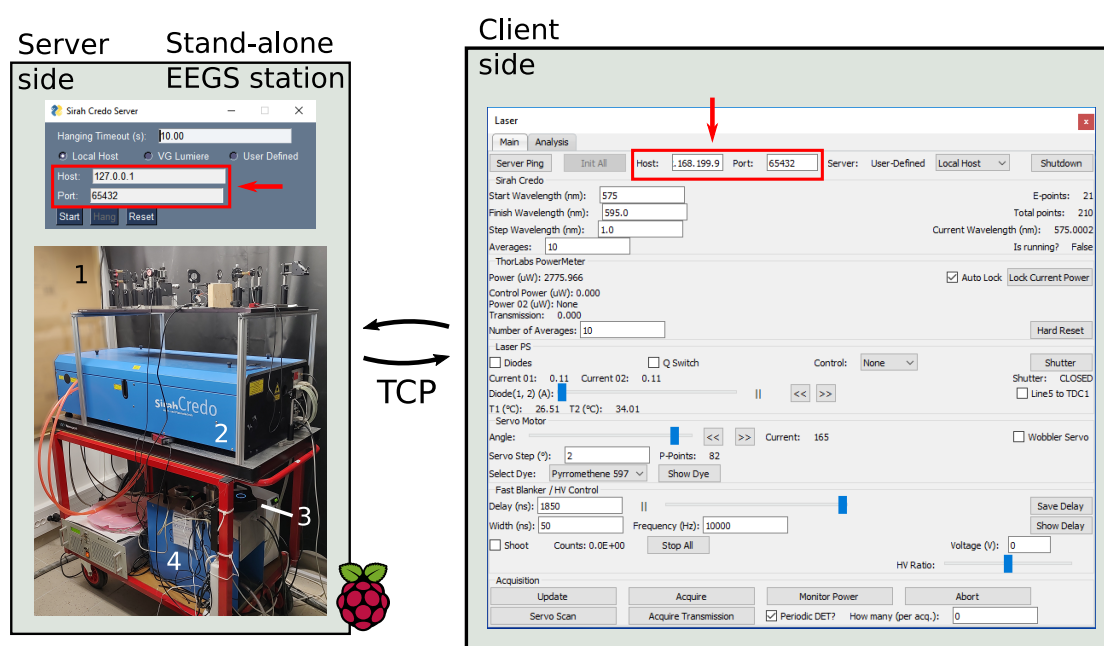 Server
side
Stand-alone
EEGS station
Sirah Credo Server
Hanging Timeout (s): 10.00
Local Host VG Lumiere User Defined
Host: 127.0.0.1
Port: 65432
Start Hang Reset
1
SirahCredo
2
3
4
TCP
Client
side
Laser x
Main Analysis
Server Ping Init All Host: .168.199.9 Port: 65432 Server: User-Defined Local Host Shutdown
Sirah Credo
Start Wavelength (nm): 575 E-points: 21
Finish Wavelength (nm): 595.0 Total points: 210
Step Wavelength (nm): 1.0 Current Wavelength (nm): 575.0002
Averages: 10 Is running? False
ThorLabs PowerMeter
Power (uW): 2775.966 Auto Lock Lock Current Power
Control Power (uW): 0.000
Power 02 (uW): None
Transmission: 0.000
Number of Averages: 10 Hard Reset
Laser PS
Diodes Q Switch Control: None Shutter
Current 01: 0.11 Current 02: 0.11 Shutter: CLOSED
Diode(1, 2) (A): || << >> Line5 to TDC1
T1 (ºC): 26.51 T2 (ºC): 34.01
Servo Motor
Angle: << >> Current: 165 Wobbler Servo
Servo Step (º): 2 P-Points: 82
Select Dye: Pyrromethene 597 Show Dye
Fast Blanker / HV Control
Delay (ns): 1850 || Save Delay
Width (ns): 50 Frequency (Hz): 10000 Show Delay
Shoot Counts: 0.0E+00 Stop All Voltage (V): 0
HV Ratio:
Acquisition
Update Acquire Monitor Power Abort
Servo Scan Acquire Transmission Periodic DET? How many (per acq.): 0